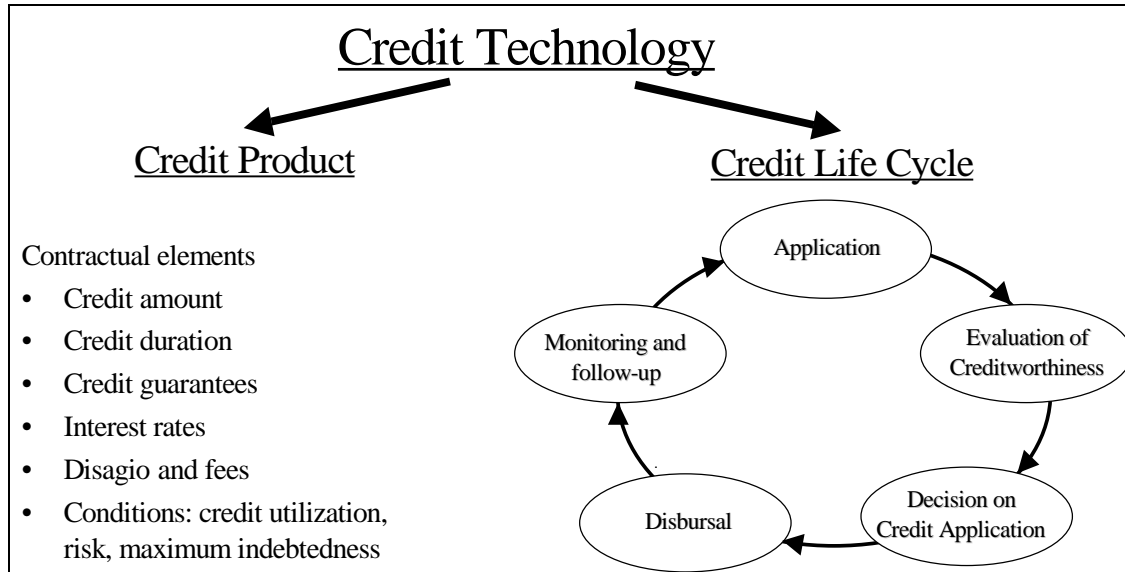 Credit Technology
Credit Product
Credit Life Cycle
Contractual elements
• Credit amount
• Credit duration
• Credit guarantees
• Interest rates
• Disagio and fees
• Conditions: credit utilization,
risk, maximum indebtedness
Application
Evaluation of
Creditworthiness
Decision on
Credit Application
Disbursal
Monitoring and
follow-up